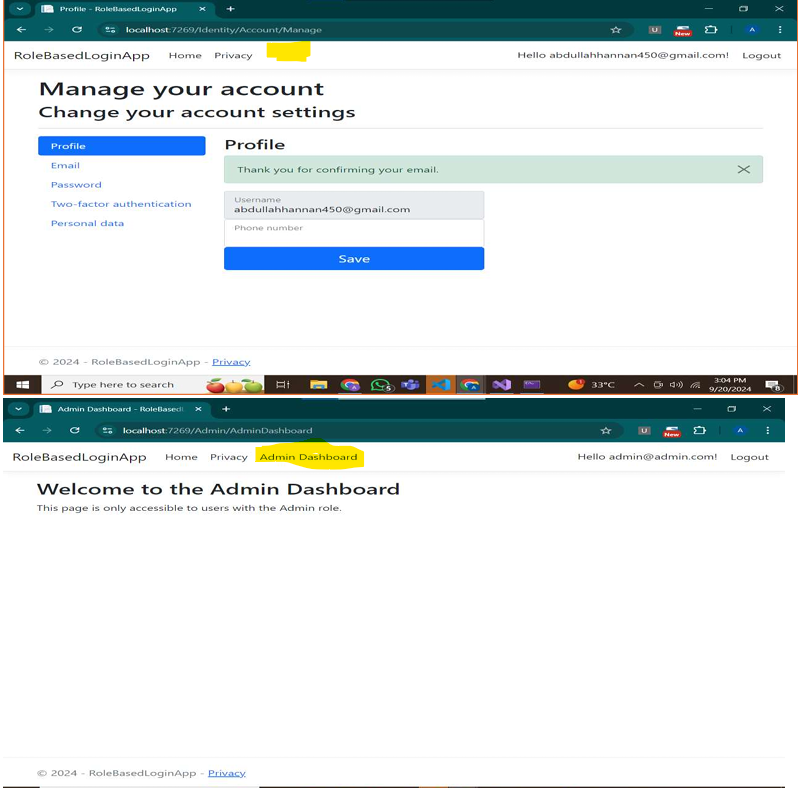 Profile - RoleBasedLoginApp
localhost:7269/Identity/Account/Manage
U
New
A
RoleBasedLoginApp Home Privacy Hello abdullahhannan450@gmail.com! Logout
Manage your account
Change your account settings
Profile
Email
Password
Two-factor authentication
Personal data
Profile
Thank you for confirming your email.
Username
abdullahhannan450@gmail.com
Phone number
Save
© 2024 - RoleBasedLoginApp - Privacy
Type here to search
5
33°C
3:04 PM
9/20/2024
8
Admin Dashboard - RoleBasedL
localhost:7269/Admin/AdminDashboard
U
New
A
RoleBasedLoginApp Home Privacy Admin Dashboard Hello admin@admin.com! Logout
Welcome to the Admin Dashboard
This page is only accessible to users with the Admin role.
© 2024 - RoleBasedLoginApp - Privacy